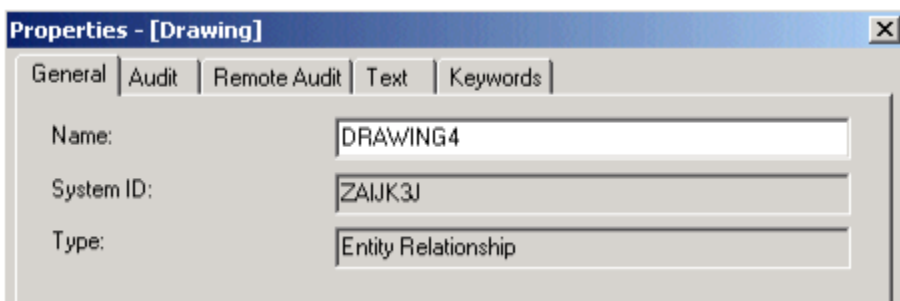 Properties - [Drawing]
General Audit Remote Audit Text Keywords
Name: DRAWING4
System ID: ZAIJK3J
Type: Entity Relationship